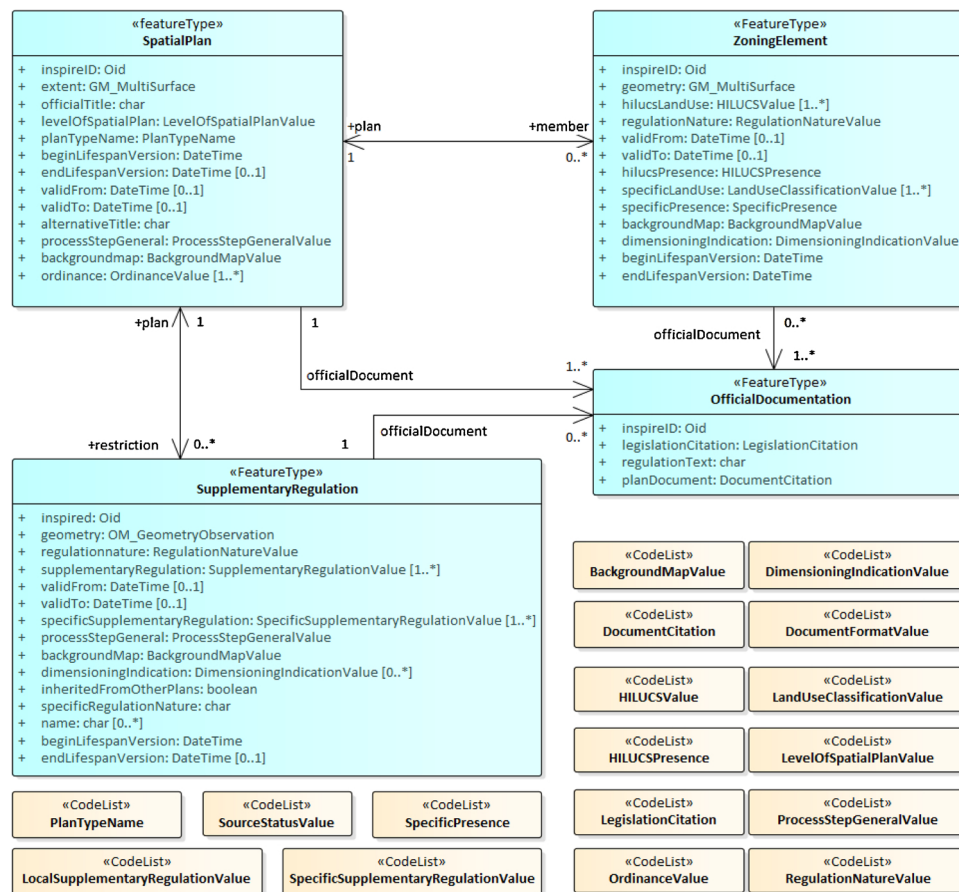 «featureType»
SpatialPlan
+ inspireID: Oid
+ extent: GM_MultiSurface
+ officialTitle: char
+ levelOfSpatialPlan: LevelOfSpatialPlanValue
+ planTypeName: PlanTypeName
+ beginLifespanVersion: DateTime
+ endLifespanVersion: DateTime [0..1]
+ validFrom: DateTime [0..1]
+ validTo: DateTime [0..1]
+ alternativeTitle: char
+ processStepGeneral: ProcessStepGeneralValue
+ backgroundmap: BackgroundMapValue
+ ordinance: OrdinanceValue [1..*]
+plan
1
+member
0..*
«FeatureType»
ZoningElement
+ inspireID: Oid
+ geometry: GM_MultiSurface
+ hilucsLandUse: HILUCSValue [1..*]
+ regulationNature: RegulationNatureValue
+ validFrom: DateTime [0..1]
+ validTo: DateTime [0..1]
+ hilucsPresence: HILUCSPresence
+ specificLandUse: LandUseClassificationValue [1..*]
+ specificPresence: SpecificPresence
+ backgroundMap: BackgroundMapValue
+ dimensioningIndication: DimensioningIndicationValue
+ beginLifespanVersion: DateTime
+ endLifespanVersion: DateTime
+plan 1
1
officialDocument
1..*
0..*
officialDocument
1..*
+restriction 0..*
1
officialDocument
0..*
«FeatureType»
OfficialDocumentation
+ inspireID: Oid
+ legislationCitation: LegislationCitation
+ regulationText: char
+ planDocument: DocumentCitation
«FeatureType»
SupplementaryRegulation
+ inspired: Oid
+ geometry: OM_GeometryObservation
+ regulationnature: RegulationNatureValue
+ supplementaryRegulation: SupplementaryRegulationValue [1..*]
+ validFrom: DateTime [0..1]
+ validTo: DateTime [0..1]
+ specificSupplementaryRegulation: SpecificSupplementaryRegulationValue [1..*]
+ processStepGeneral: ProcessStepGeneralValue
+ backgroundMap: BackgroundMapValue
+ dimensioningIndication: DimensioningIndicationValue [0..*]
+ inheritedFromOtherPlans: boolean
+ specificRegulationNature: char
+ name: char [0..*]
+ beginLifespanVersion: DateTime
+ endLifespanVersion: DateTime [0..1]
«CodeList»
BackgroundMapValue
«CodeList»
DimensioningIndicationValue
«CodeList»
DocumentCitation
«CodeList»
DocumentFormatValue
«CodeList»
HILUCSValue
«CodeList»
LandUseClassificationValue
«CodeList»
HILUCSPresence
«CodeList»
LevelOfSpatialPlanValue
«CodeList»
PlanTypeName
«CodeList»
SourceStatusValue
«CodeList»
SpecificPresence
«CodeList»
LegislationCitation
«CodeList»
ProcessStepGeneralValue
«CodeList»
LocalSupplementaryRegulationValue
«CodeList»
SpecificSupplementaryRegulationValue
«CodeList»
OrdinanceValue
«CodeList»
RegulationNatureValue